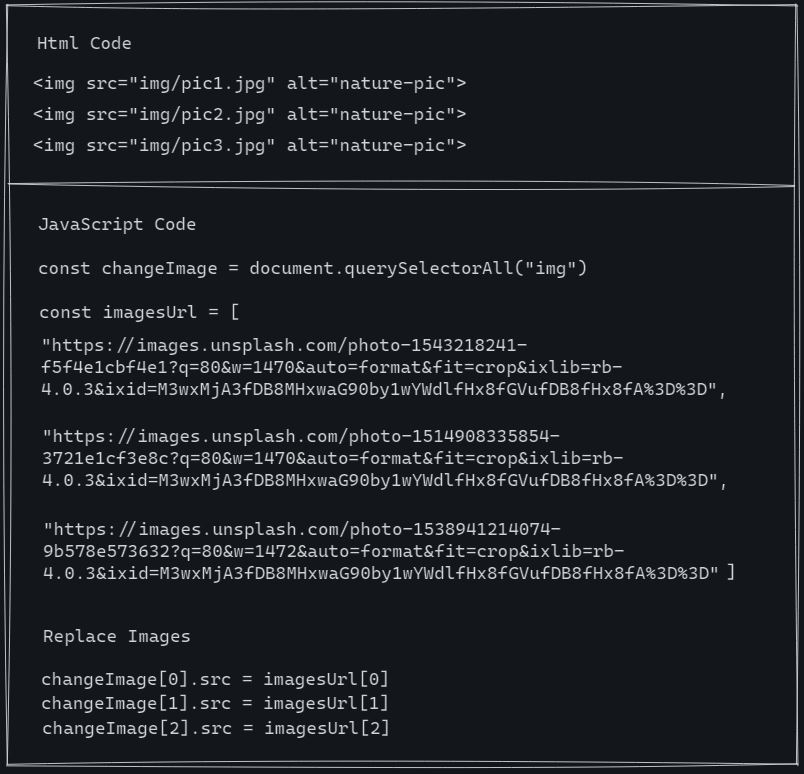 Html Code
<img src="img/pic1.jpg" alt="nature-pic">
<img src="img/pic2.jpg" alt="nature-pic">
<img src="img/pic3.jpg" alt="nature-pic">
JavaScript Code
const changeImage = document.querySelectorAll("img")
const imagesUrl = [
"https://images.unsplash.com/photo-1543218241-
f5f4e1cbf4e1?q=80&w=1470&auto=format&fit=crop&ixlib=rb-
4.0.3&ixid=M3wxMjA3fDB8MHxwaG90by1wYWdlfHx8fGVufDB8fHx8fA%3D%3D",
"https://images.unsplash.com/photo-1514908335854-
3721e1cf3e8c?q=80&w=1470&auto=format&fit=crop&ixlib=rb-
4.0.3&ixid=M3wxMjA3fDB8MHxwaG90by1wYWdlfHx8fGVufDB8fHx8fA%3D%3D",
"https://images.unsplash.com/photo-1538941214074-
9b578e573632?q=80&w=1472&auto=format&fit=crop&ixlib=rb-
4.0.3&ixid=M3wxMjA3fDB8MHxwaG90by1wYWdlfHx8fGVufDB8fHx8fA%3D%3D" ]
Replace Images
changeImage[0].src = imagesUrl[0]
changeImage[1].src = imagesUrl[1]
changeImage[2].src = imagesUrl[2]